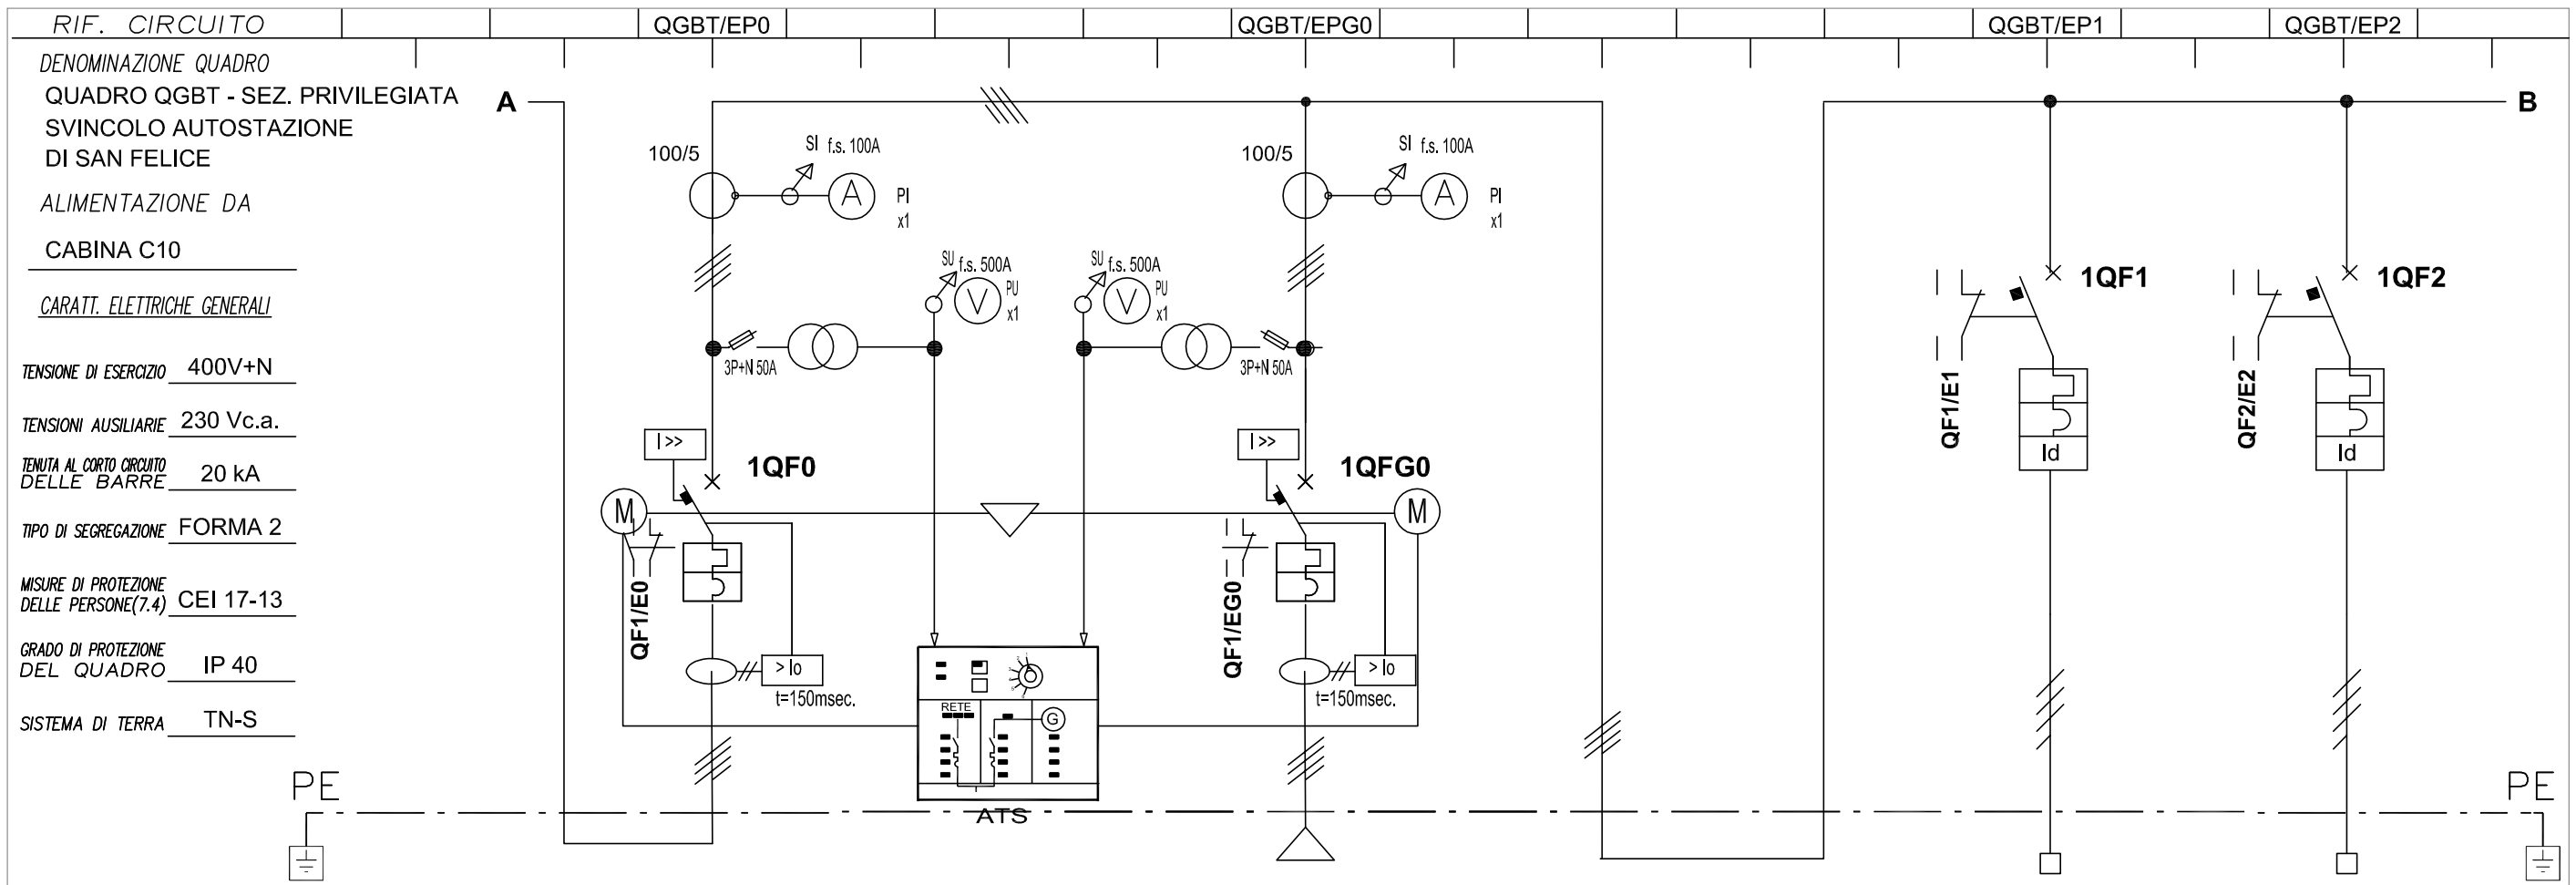 RIF. CIRCUITO
QGBT/EP0
QGBT/EPG0
QGBT/EP1
QGBT/EP2
DENOMINAZIONE QUADRO
QUADRO QGBT - SEZ. PRIVILEGIATA
SVINCOLO AUTOSTAZIONE
DI SAN FELICE
ALIMENTAZIONE DA
CABINA C10
CARATT. ELETTRICHE GENERALI
TENSIONE DI ESERCIZIO 400V+N
TENSIONI AUSILIARIE 230 Vc.a.
TENUTA AL CORTO CIRCUITO
DELLE BARRE 20 kA
TIPO DI SEGREGAZIONE FORMA 2
MISURE DI PROTEZIONE
DELLE PERSONE(7.4) CEI 17-13
GRADO DI PROTEZIONE
DEL QUADRO IP 40
SISTEMA DI TERRA TN-S
PE
A
100/5
SI f.s. 100A
A
PI
x1
SU f.s. 500A
V
PU
x1
3P+N 50A
I >>
1QF0
M
QF1/E0
> Io
t=150msec.
SU f.s. 500A
V
PU
x1
3P+N 50A
100/5
SI f.s. 100A
A
PI
x1
I >>
1QFG0
M
QF1/EG0
> Io
t=150msec.
RETE
G
ATS
B
1QF1
QF1/E1
Id
1QF2
QF2/E2
Id
PE